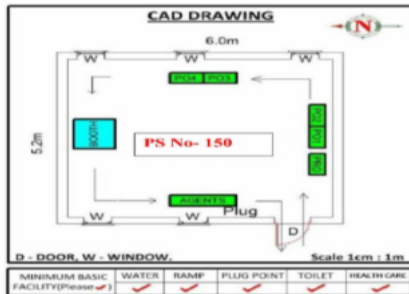 CAD DRAWING
N
6.0m
W W W
PO4 PO3
5.2m
BOOTH
PS No- 150
PO2
PO1
PRO
AGENTS
Plug
W W
D
D - DOOR, W - WINDOW. Scale 1cm : 1m
MINIMUM BASIC FACILITY(Please✓) WATER RAMP PLUG POINT TOILET HEALTH CARE
✓ ✓ ✓ ✓ ✓